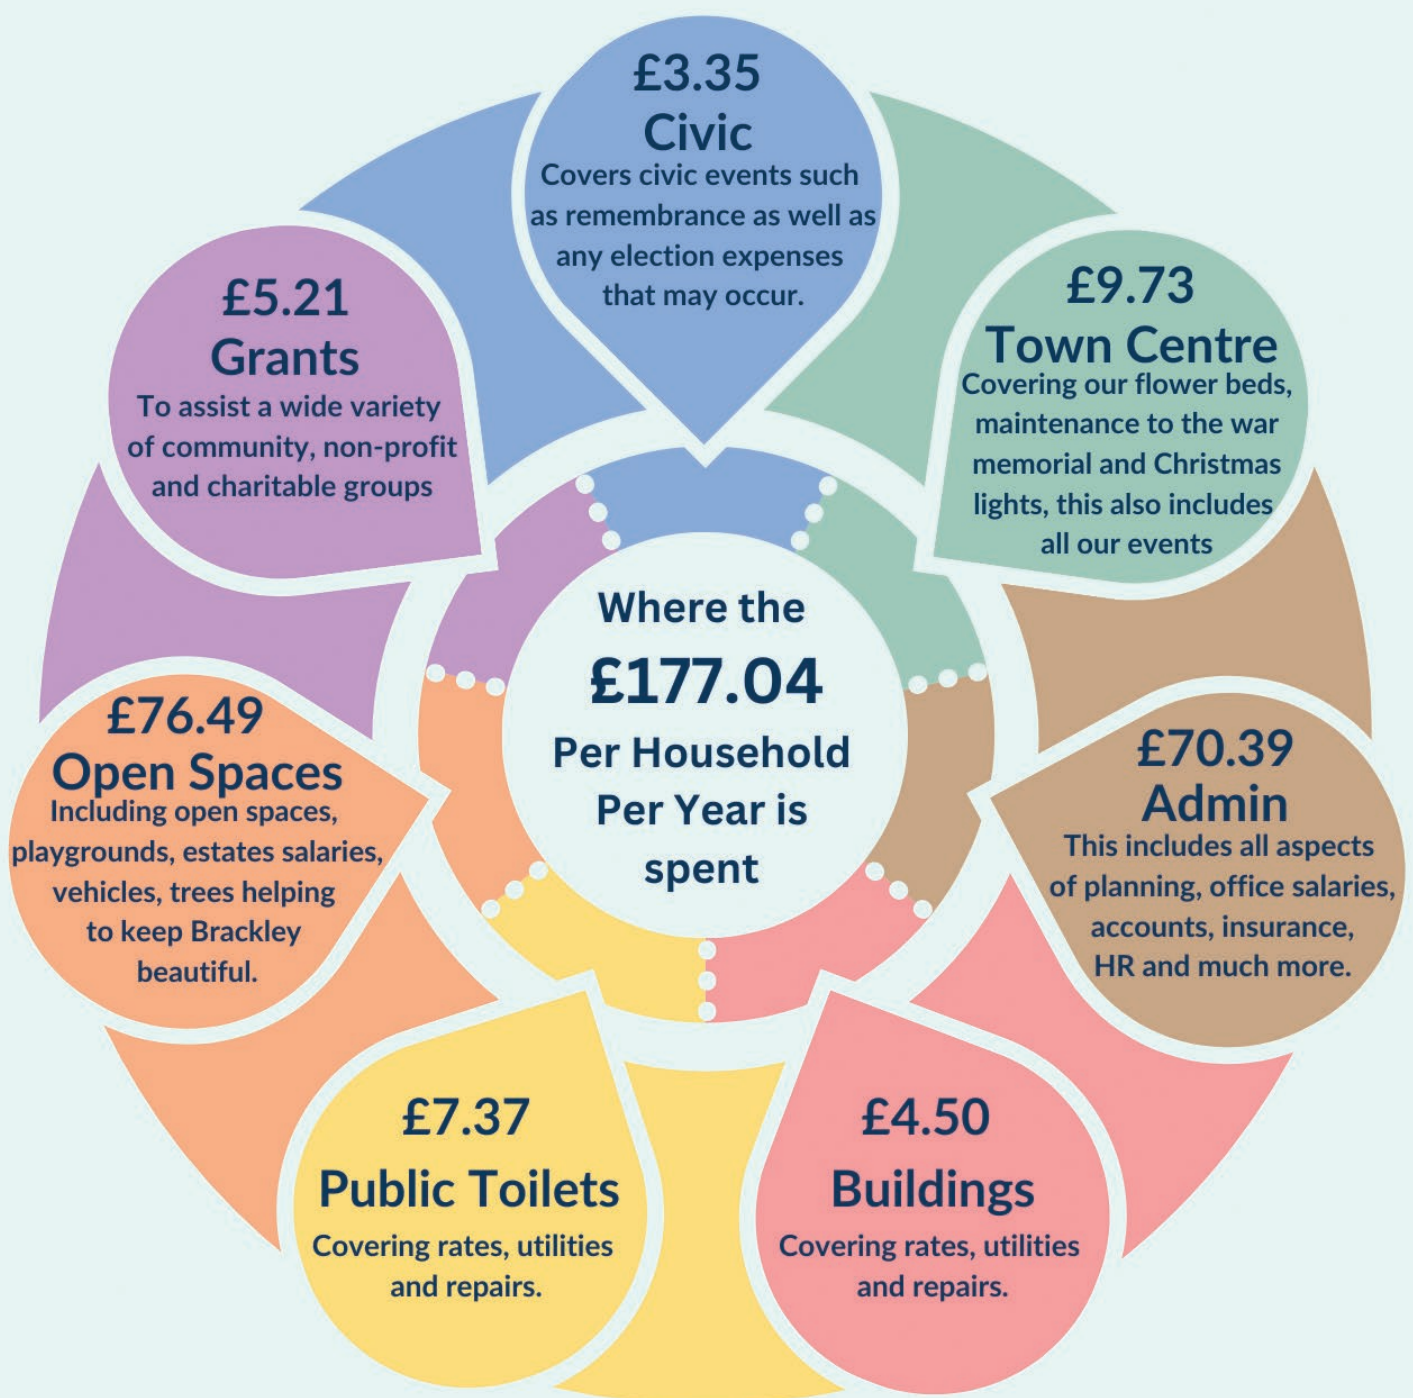 £3.35
Civic
Covers civic events such
as remembrance as well as
any election expenses
that may occur.
£9.73
Town Centre
Covering our flower beds,
maintenance to the war
memorial and Christmas
lights, this also includes
all our events
£70.39
Admin
This includes all aspects
of planning, office salaries,
accounts, insurance,
HR and much more.
£4.50
Buildings
Covering rates, utilities
and repairs.
£7.37
Public Toilets
Covering rates, utilities
and repairs.
£76.49
Open Spaces
Including open spaces,
playgrounds, estates salaries,
vehicles, trees helping
to keep Brackley
beautiful.
£5.21
Grants
To assist a wide variety
of community, non-profit
and charitable groups
Where the
£177.04
Per Household
Per Year is
spent